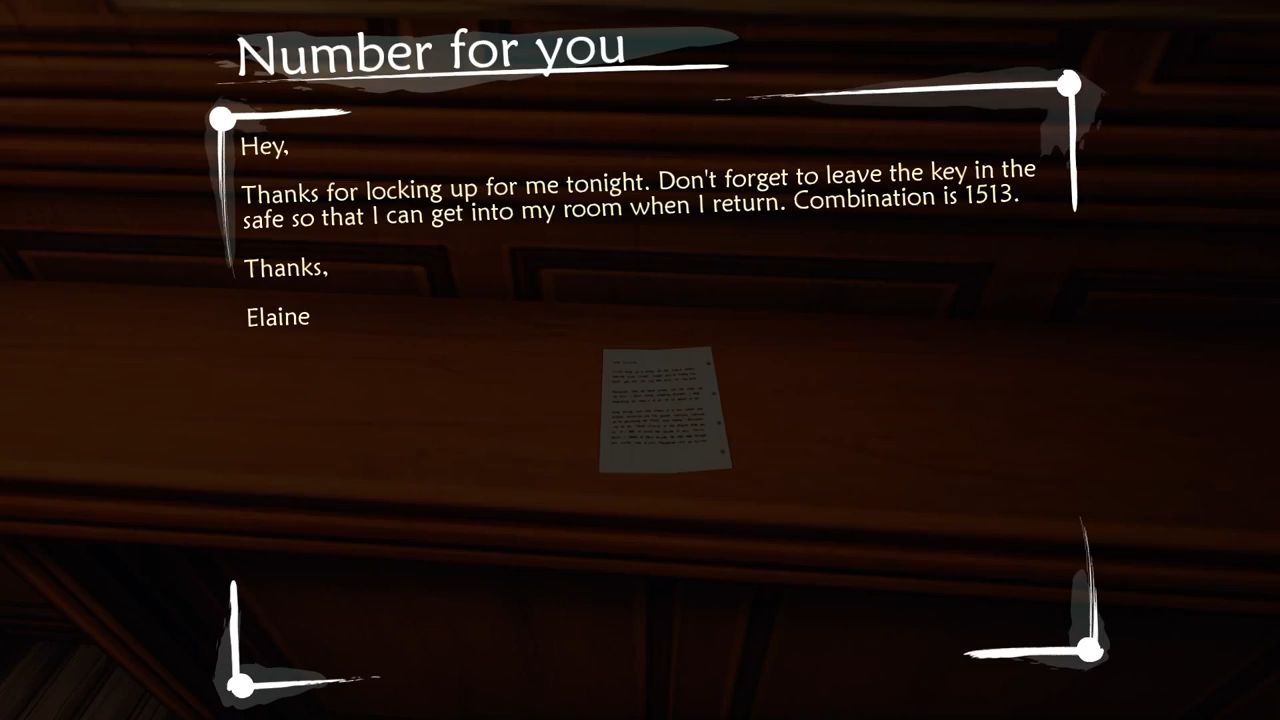 Number for you
Hey,
Thanks for locking up for me tonight. Don't forget to leave the key in the
safe so that I can get into my room when I return. Combination is 1513.
Thanks,
Elaine